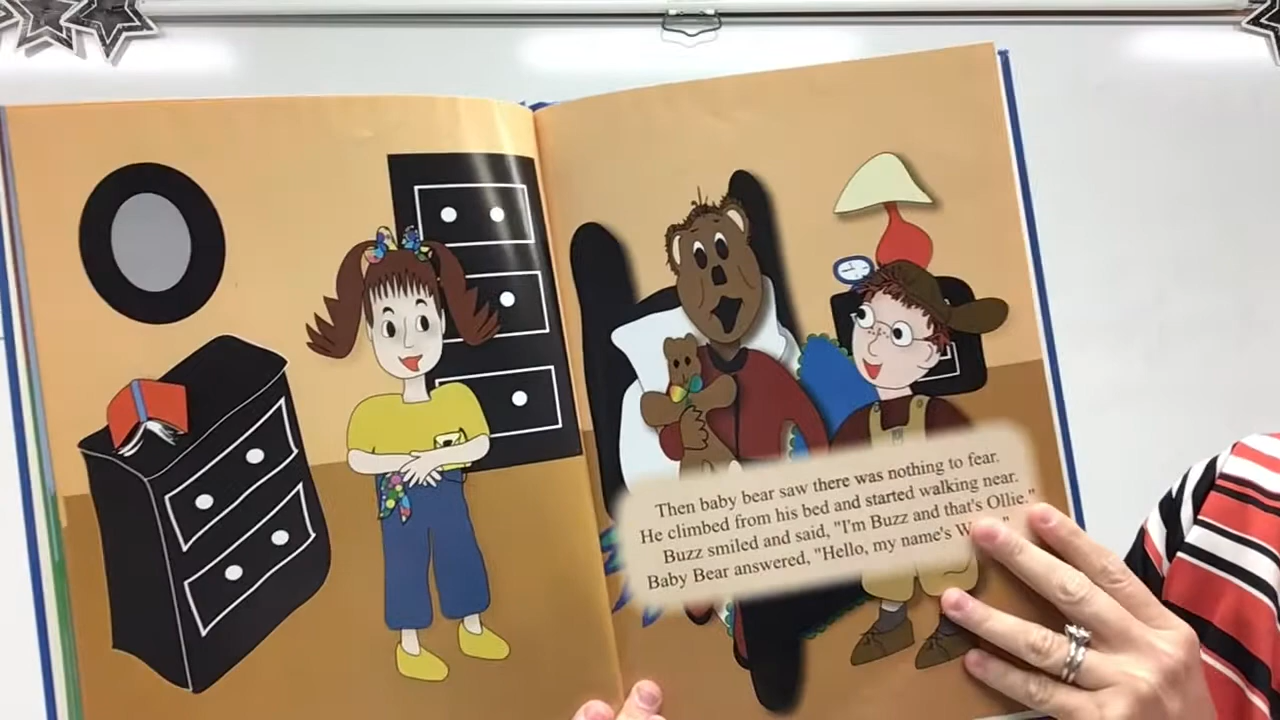 Then baby bear saw there was nothing to fear.
He climbed from his bed and started walking near.
Buzz smiled and said, "I'm Buzz and that's Ollie."
Baby Bear answered, "Hello, my name's